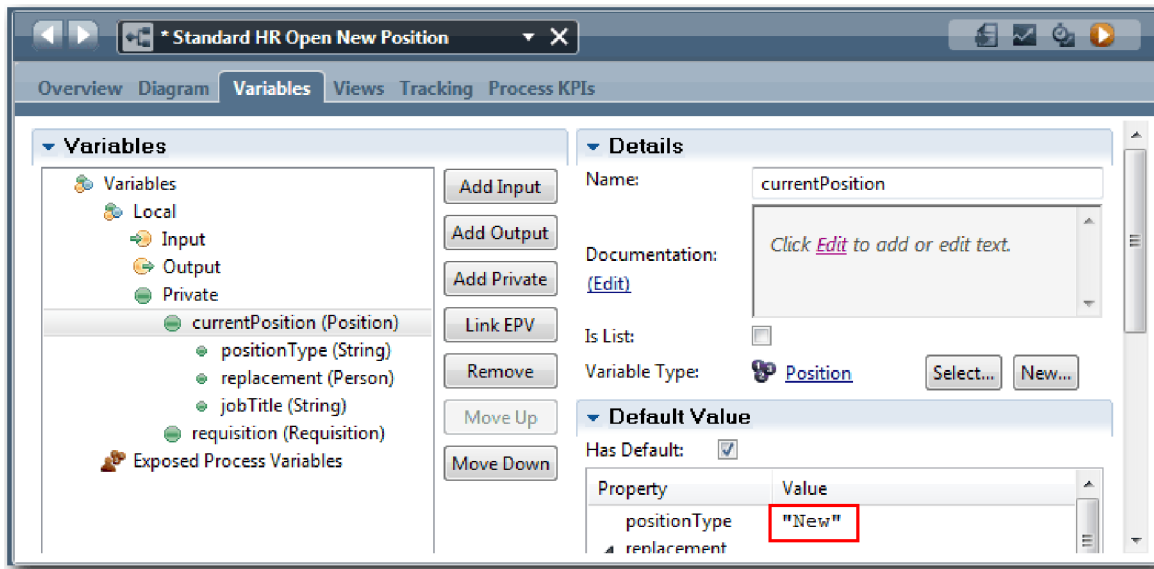 * Standard HR Open New Position
Overview Diagram Variables Views Tracking Process KPIs
Variables
Variables
Local
Input
Output
Private
currentPosition (Position)
positionType (String)
replacement (Person)
jobTitle (String)
requisition (Requisition)
Exposed Process Variables
Add Input
Add Output
Add Private
Link EPV
Remove
Move Up
Move Down
Details
Name: currentPosition
Documentation: Click Edit to add or edit text.
(Edit)
Is List:
Variable Type: Position Select... New...
Default Value
Has Default:
Property Value
positionType "New"
replacement